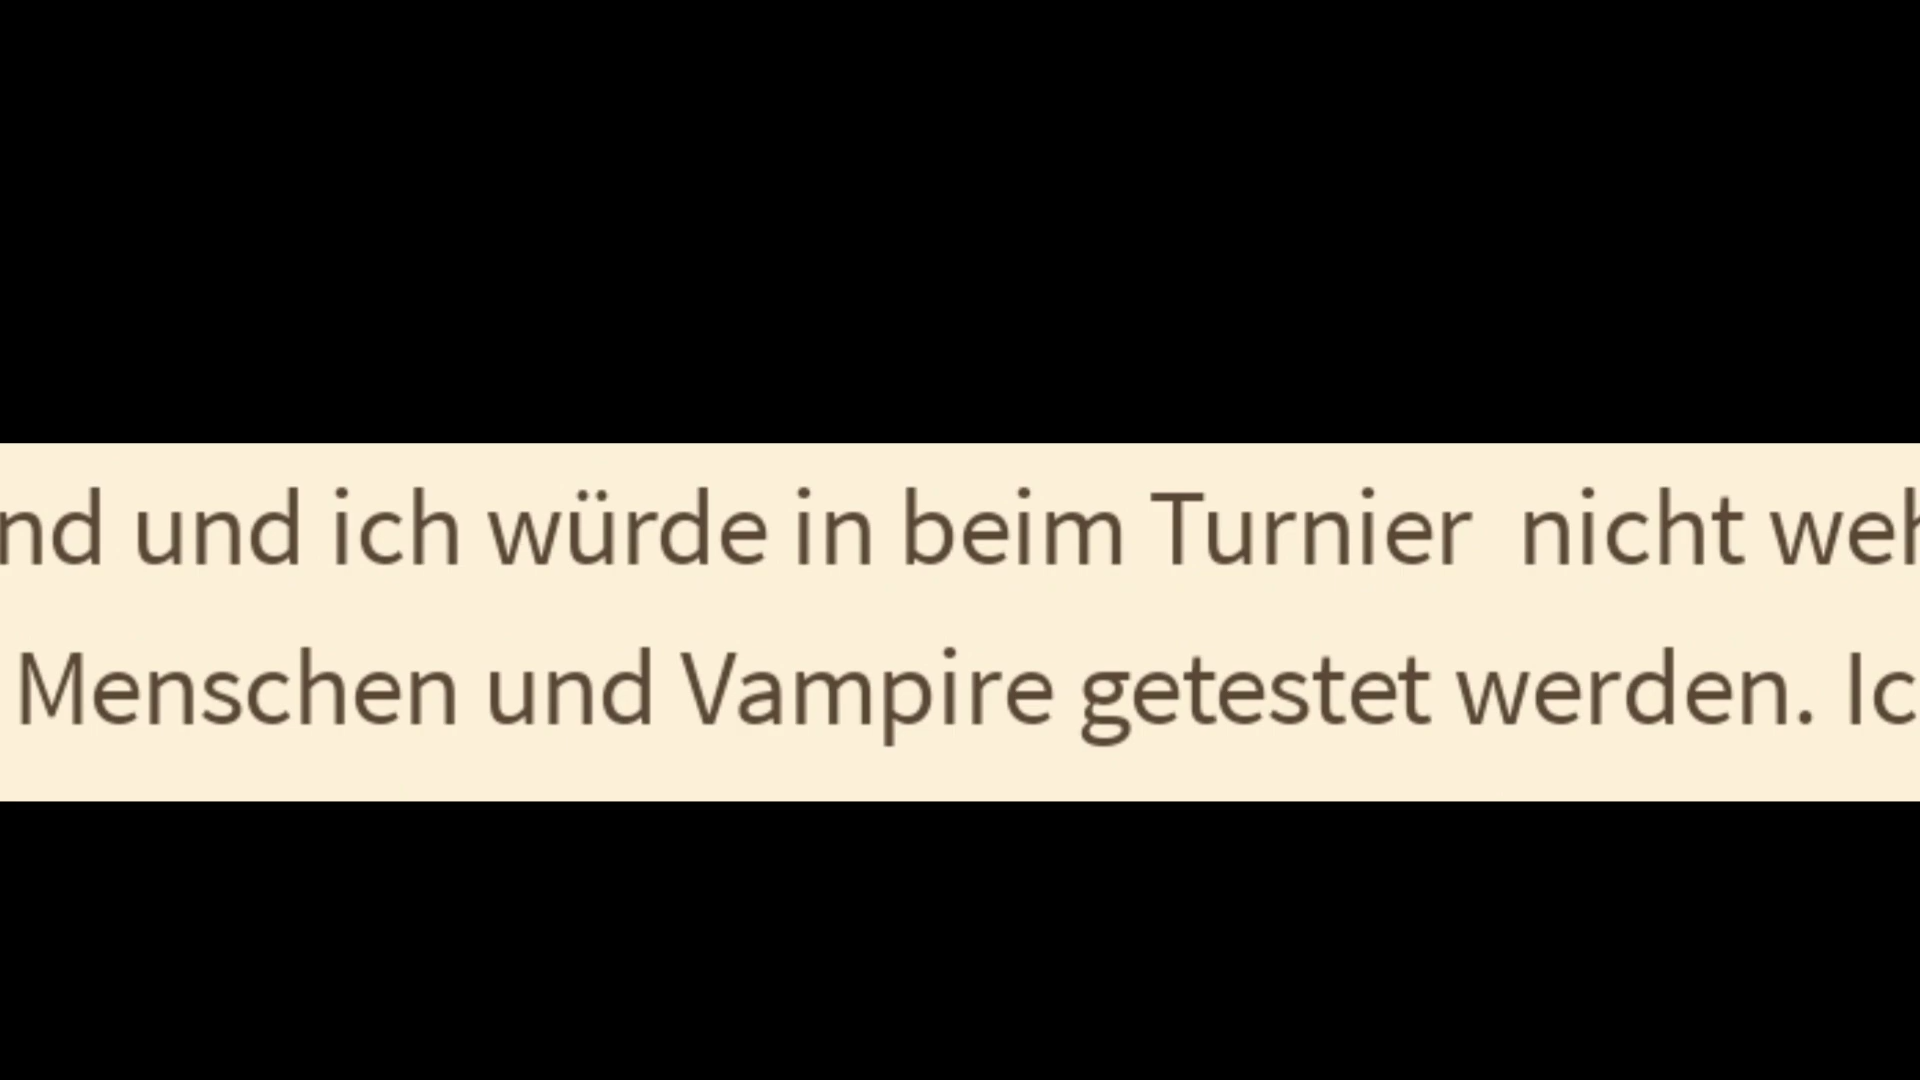 nd und ich würde in beim Turnier  nicht weh
Menschen und Vampire getestet werden. Ic